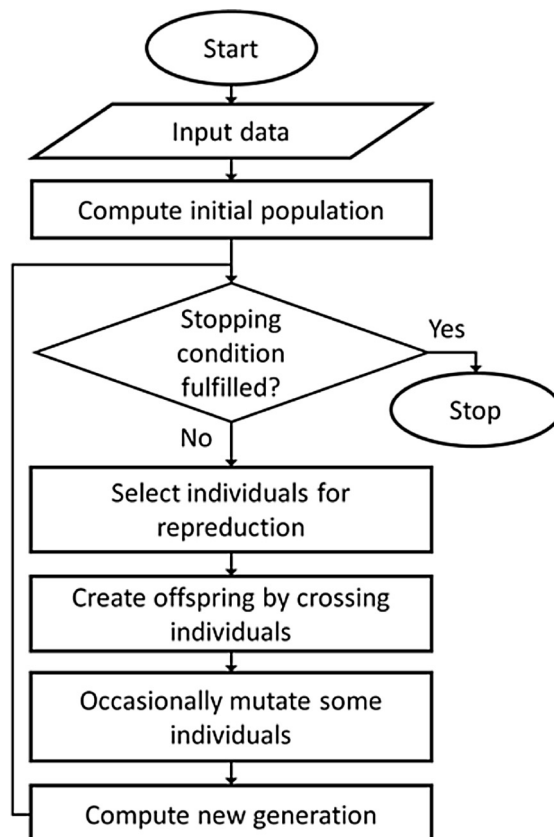 Start
Input data
Compute initial population
Stopping
condition
fulfilled?
Yes
Stop
No
Select individuals for
repreduction
Create offspring by crossing
individuals
Occasionally mutate some
individuals
Compute new generation